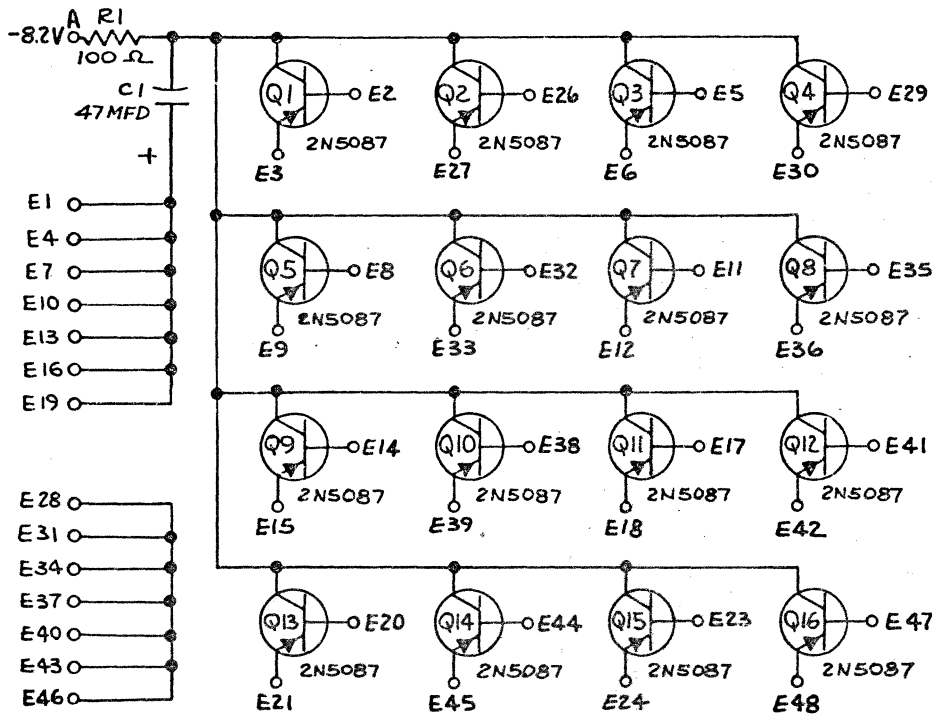 A R1
-8.2V
100 Ω
C1
47MFD
+
Q1 E2 Q2 E26 Q3 E5 Q4 E29
2N5087 2N5087 2N5087 2N5087
E3 E27 E6 E30
E1
E4
E7
E10
E13
E16
E19
Q5 E8 Q6 E32 Q7 E11 Q8 E35
2N5087 2N5087 2N5087 2N5087
E9 E33 E12 E36
Q9 E14 Q10 E38 Q11 E17 Q12 E41
2N5087 2N5087 2N5087 2N5087
E15 E39 E18 E42
E28
E31
E34
E37
E40
E43
E46
Q13 E20 Q14 E44 Q15 E23 Q16 E47
2N5087 2N5087 2N5087 2N5087
E21 E45 E24 E48